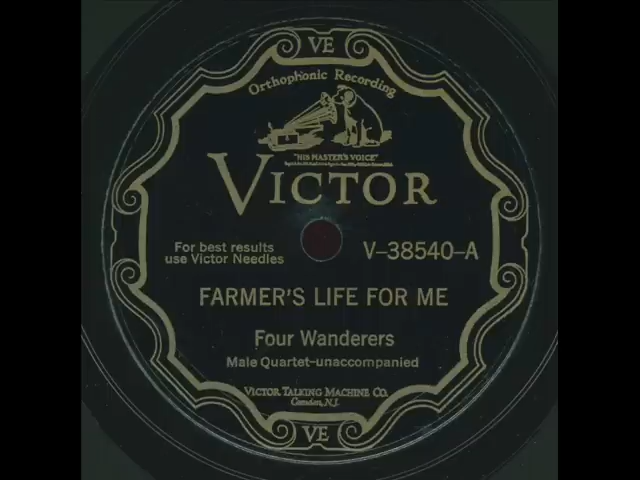 VE
Orthophonic Recording
"HIS MASTER'S VOICE"
VICTOR
For best results
use Victor Needles
V-38540-A
FARMER'S LIFE FOR ME
Four Wanderers
Male Quartet-unaccompanied
VICTOR TALKING MACHINE CO.
Camden, N.J.
VE